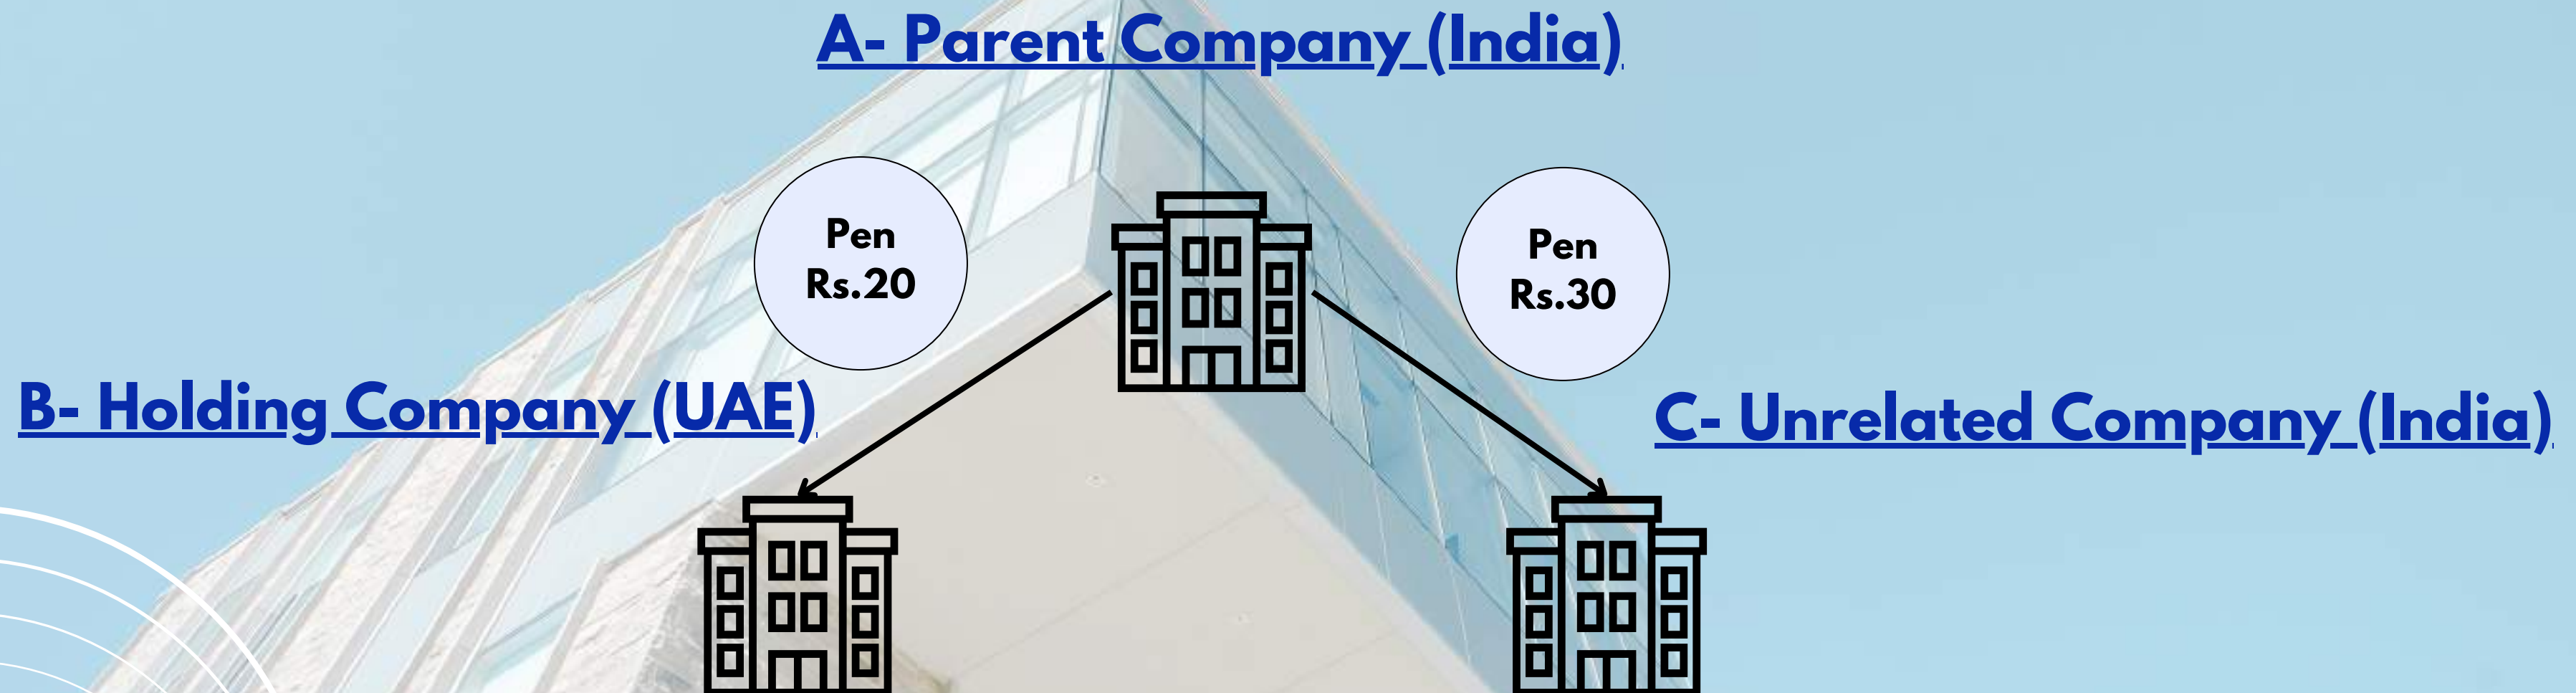 A- Parent Company (India)
Pen
Rs.20
Pen
Rs.30
B- Holding Company (UAE)
C- Unrelated Company (India)